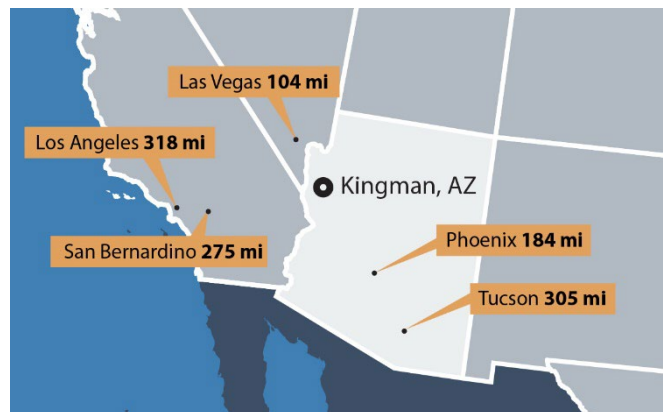 Las Vegas 104 mi
Los Angeles 318 mi
Kingman, AZ
San Bernardino 275 mi
Phoenix 184 mi
Tucson 305 mi